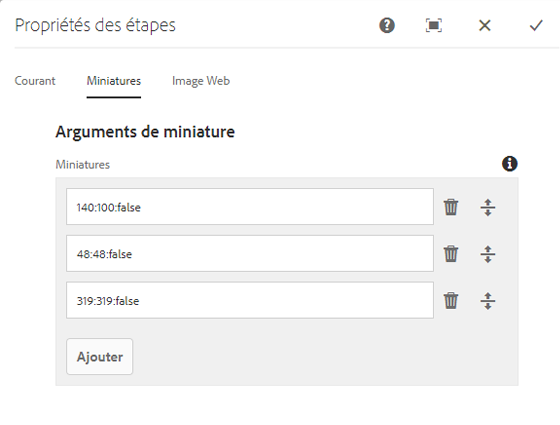 Propriétés des étapes
Courant Miniatures Image Web
Arguments de miniature
Miniatures
140:100:false
48:48:false
319:319:false
Ajouter